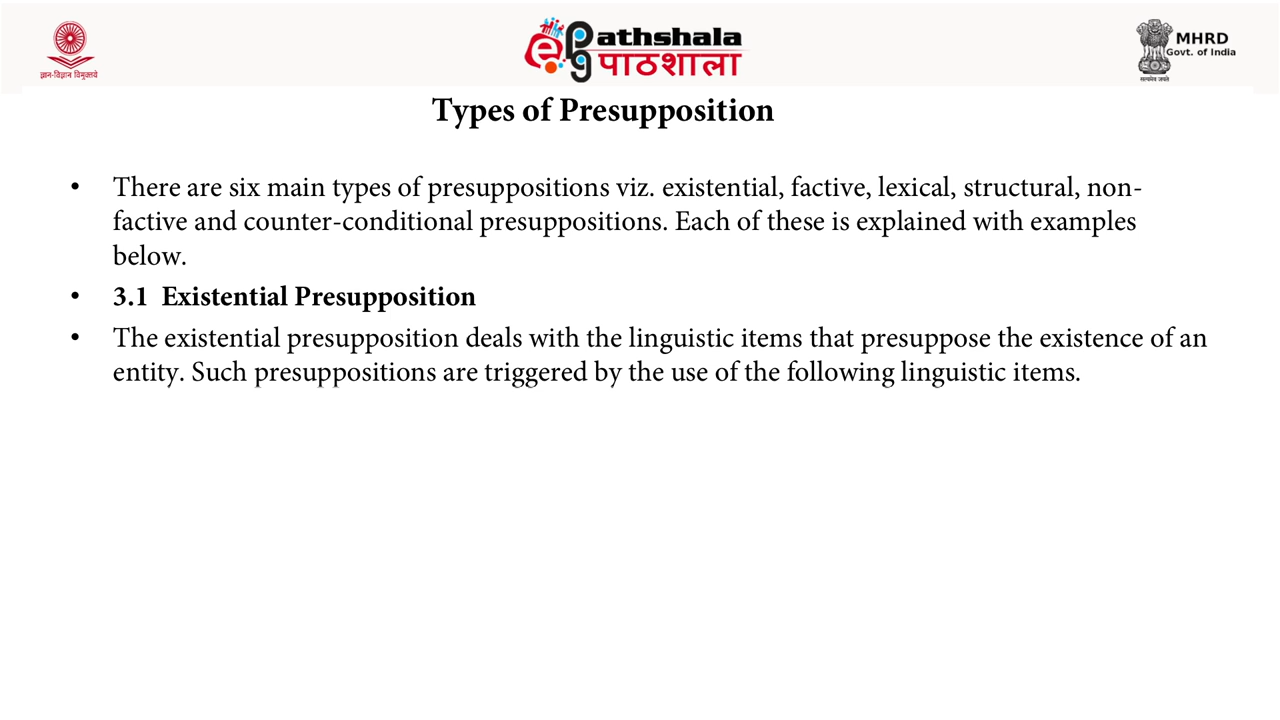 ज्ञान-विज्ञान विमुक्तये
Pathshala
पाठशाला
MHRD
Govt. of India
सत्यमेव जयते
Types of Presupposition
• There are six main types of presuppositions viz. existential, factive, lexical, structural, non-
factive and counter-conditional presuppositions. Each of these is explained with examples
below.
• 3.1 Existential Presupposition
• The existential presupposition deals with the linguistic items that presuppose the existence of an
entity. Such presuppositions are triggered by the use of the following linguistic items.